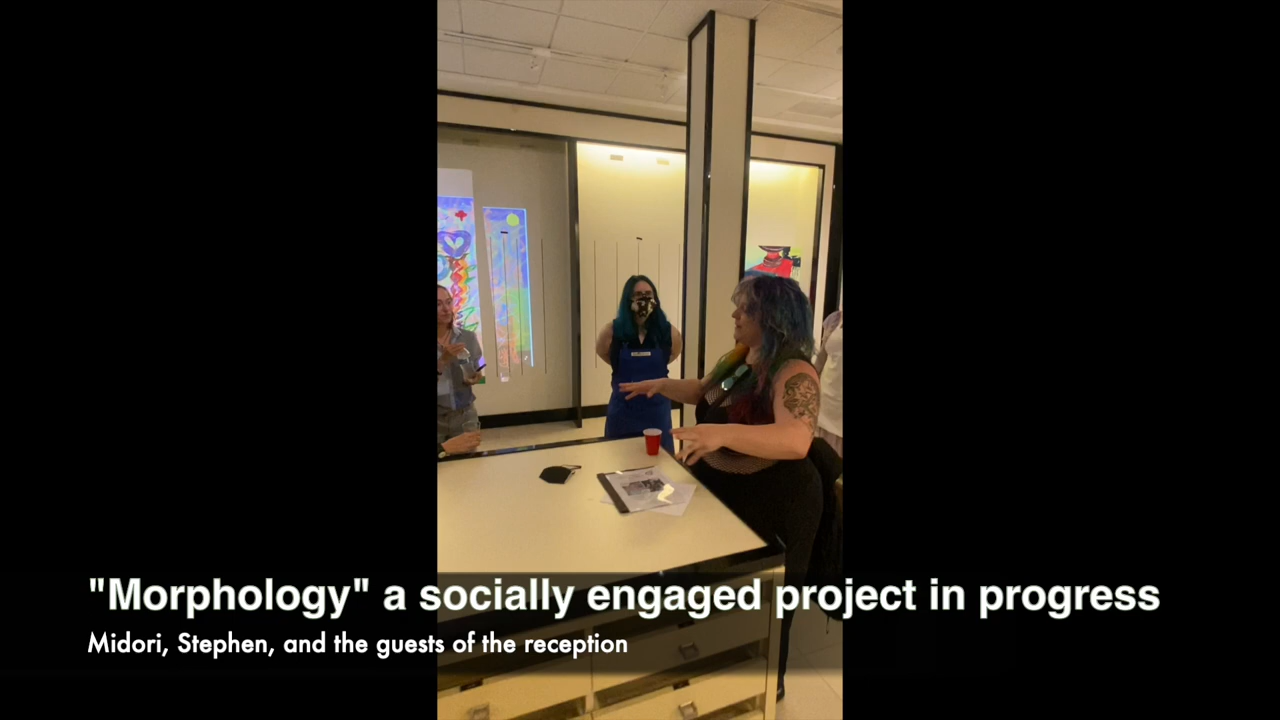 "Morphology" a socially engaged project in progress
Midori, Stephen, and the guests of the reception